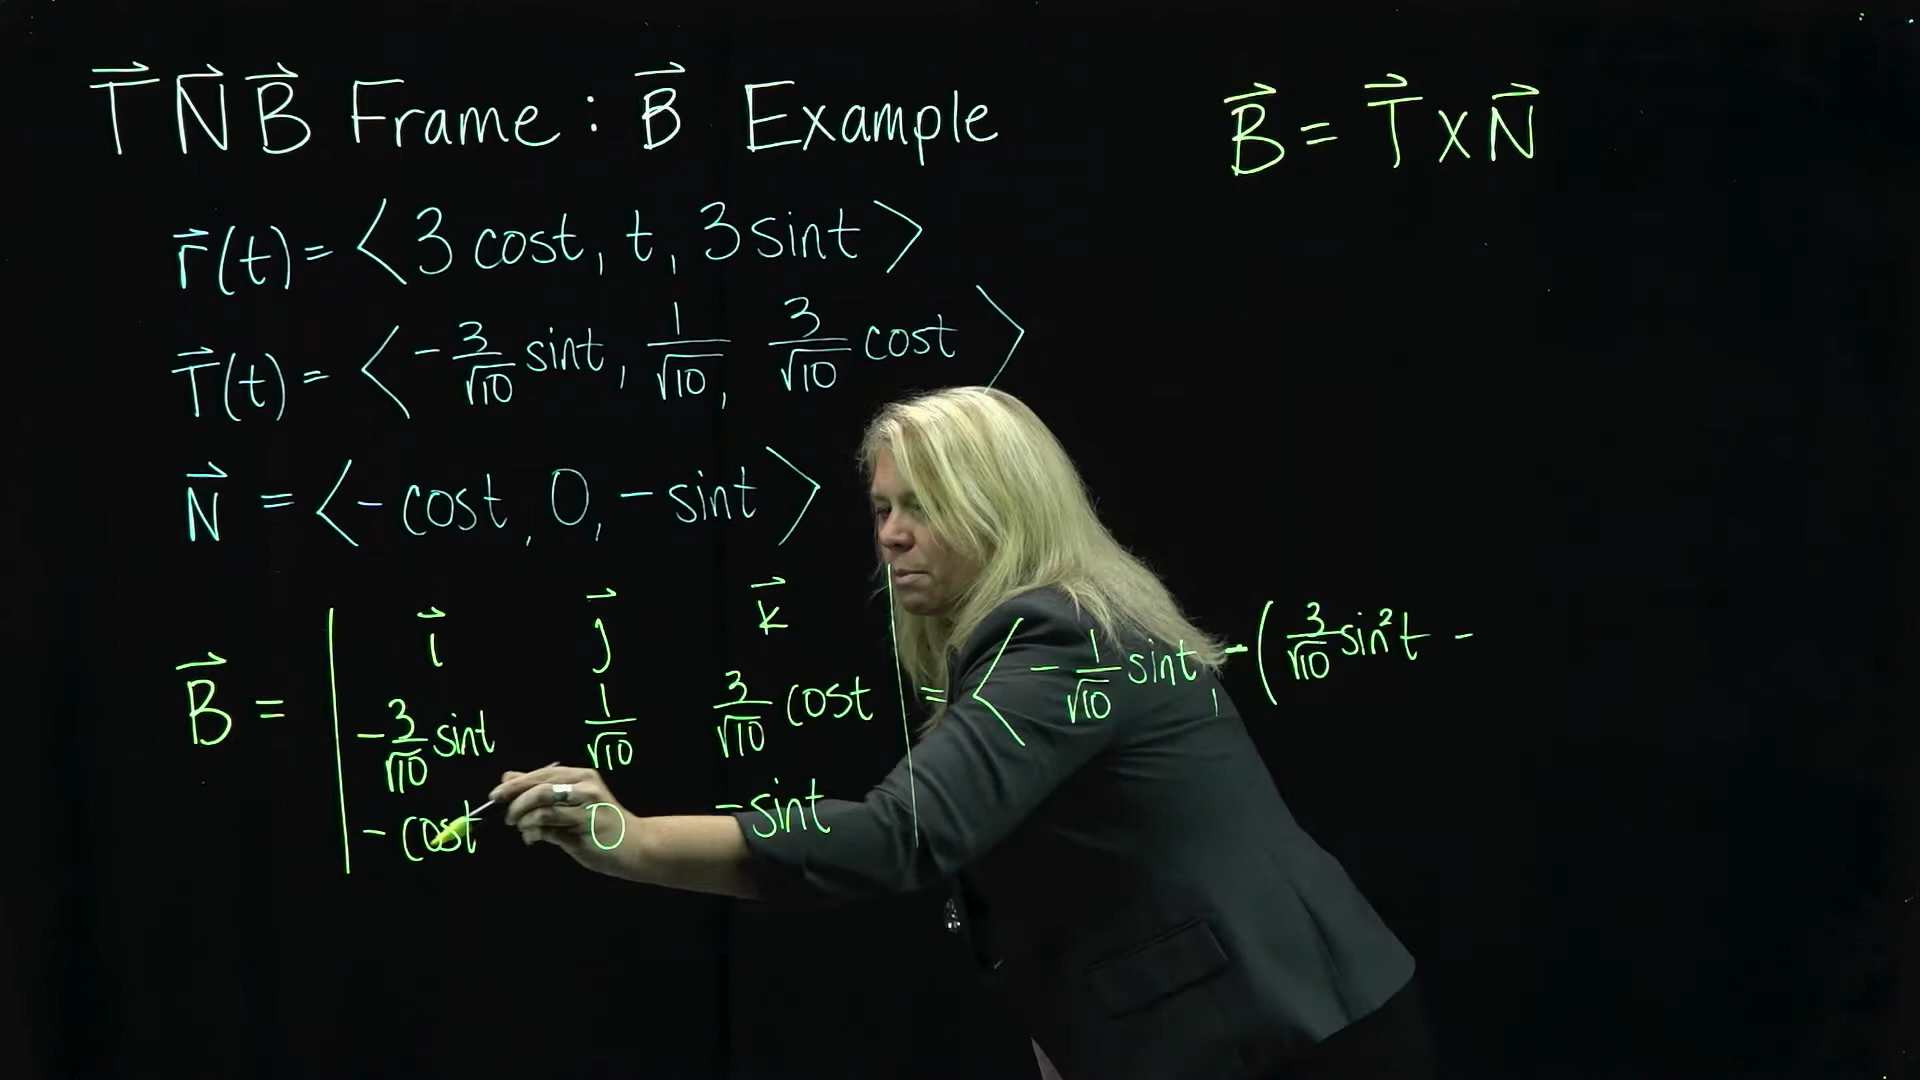 T⃗ N⃗ B⃗ Frame : B⃗ Example
B⃗ = T⃗ x N⃗
r⃗(t) = ⟨3 cost, t, 3 sint⟩
T⃗(t) = ⟨-3/√10 sint, 1/√10, 3/√10 cost⟩
N⃗ = ⟨-cost, 0, -sint⟩
i⃗ j⃗ k⃗
B⃗ = | -3/√10 sint 1/√10 3/√10 cost | = ⟨-1/√10 sint, -(3/√10 sin²t -
-cost 0 -sint